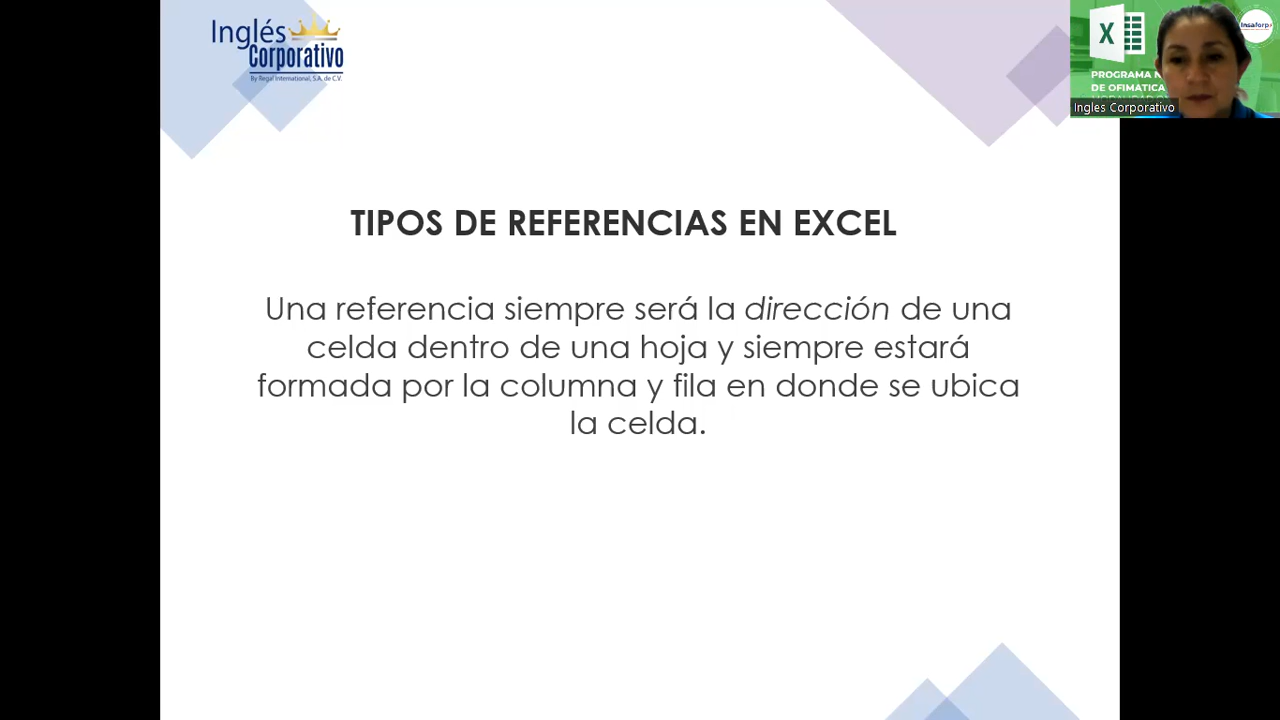 Inglés
Corporativo
By Regal International, S.A. de C.V.
PROGRAMA N
DE OFIMATICA
Insaforp
Ingles Corporativo
TIPOS DE REFERENCIAS EN EXCEL
Una referencia siempre será la dirección de una
celda dentro de una hoja y siempre estará
formada por la columna y fila en donde se ubica
la celda.